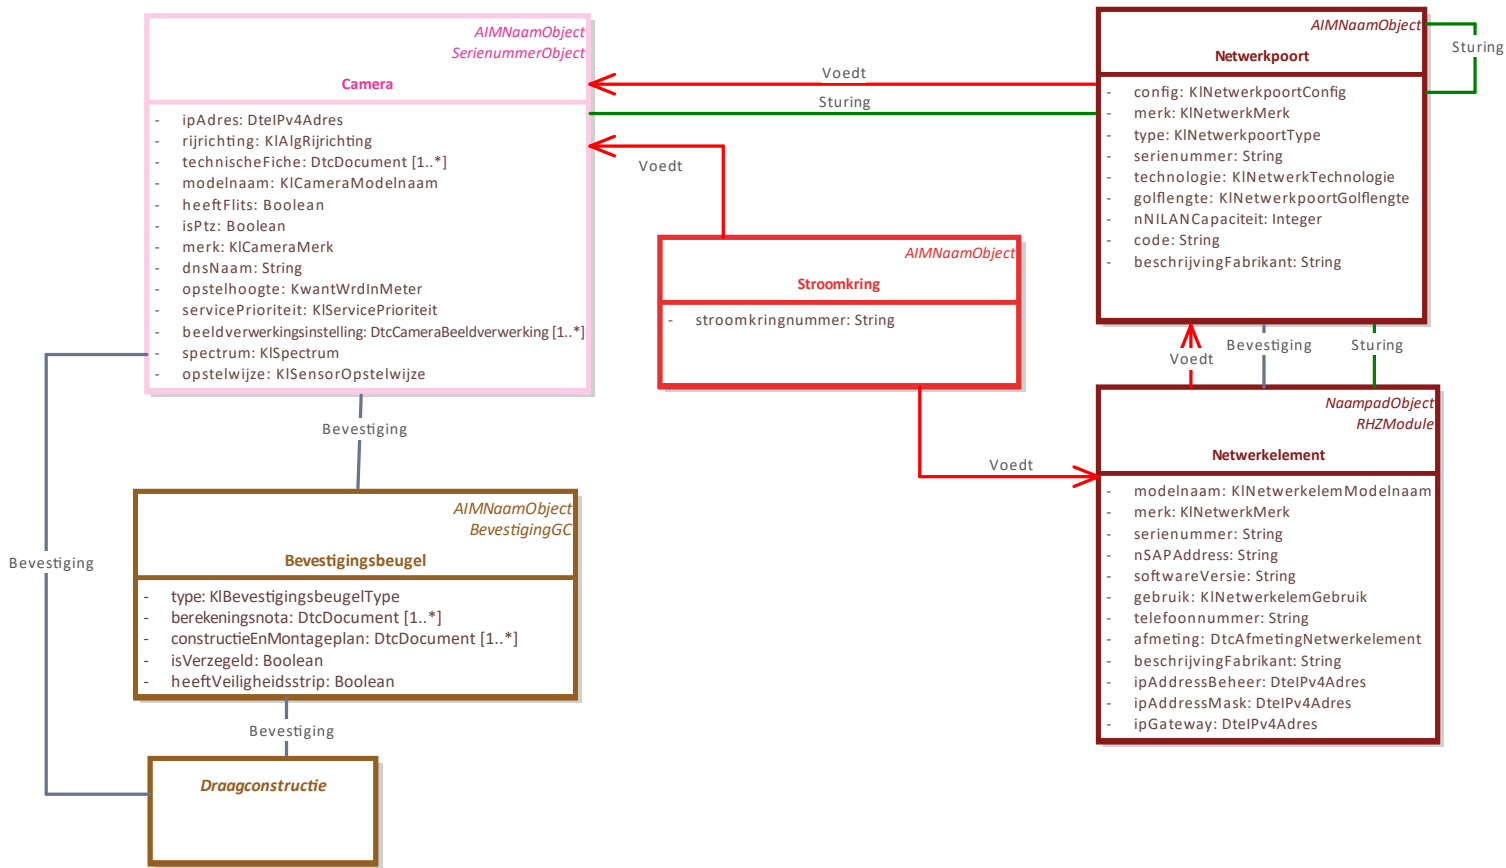 AIMNaamObject
SerienummerObject
Camera
- ipAdres: DteIPv4Adres
- rijrichting: KlAlgRijrichting
- technischeFiche: DtcDocument [1..*]
- modelnaam: KlCameraModelnaam
- heeftFlits: Boolean
- isPtz: Boolean
- merk: KlCameraMerk
- dnsNaam: String
- opstelhoogte: KwantWrdInMeter
- servicePrioriteit: KlServicePrioriteit
- beeldverwerkingsinstelling: DtcCameraBeeldverwerking [1..*]
- spectrum: KlSpectrum
- opstelwijze: KlSensorOpstelwijze
Voedt
Sturing
Voedt
AIMNaamObject
Netwerkpoort
- config: KlNetwerkpoortConfig
- merk: KlNetwerkMerk
- type: KlNetwerkpoortType
- serienummer: String
- technologie: KlNetwerkTechnologie
- golflengte: KlNetwerkpoortGolflengte
- nNILANCapaciteit: Integer
- code: String
- beschrijvingFabrikant: String
Sturing
AIMNaamObject
Stroomkring
- stroomkringnummer: String
Voedt
Bevestiging
Sturing
Voedt
NaampadObject
RHZModule
Netwerkelement
- modelnaam: KlNetwerkelemModelnaam
- merk: KlNetwerkMerk
- serienummer: String
- nSAPAddress: String
- softwareVersie: String
- gebruik: KlNetwerkelemGebruik
- telefoonnummer: String
- afmeting: DtcAfmetingNetwerkelement
- beschrijvingFabrikant: String
- ipAddressBeheer: DteIPv4Adres
- ipAddressMask: DteIPv4Adres
- ipGateway: DteIPv4Adres
Bevestiging
AIMNaamObject
BevestigingGC
Bevestigingsbeugel
- type: KlBevestigingsbeugelType
- berekeningsnota: DtcDocument [1..*]
- constructieEnMontageplan: DtcDocument [1..*]
- isVerzegeld: Boolean
- heeftVeiligheidsstrip: Boolean
Bevestiging
Bevestiging
Draagconstructie